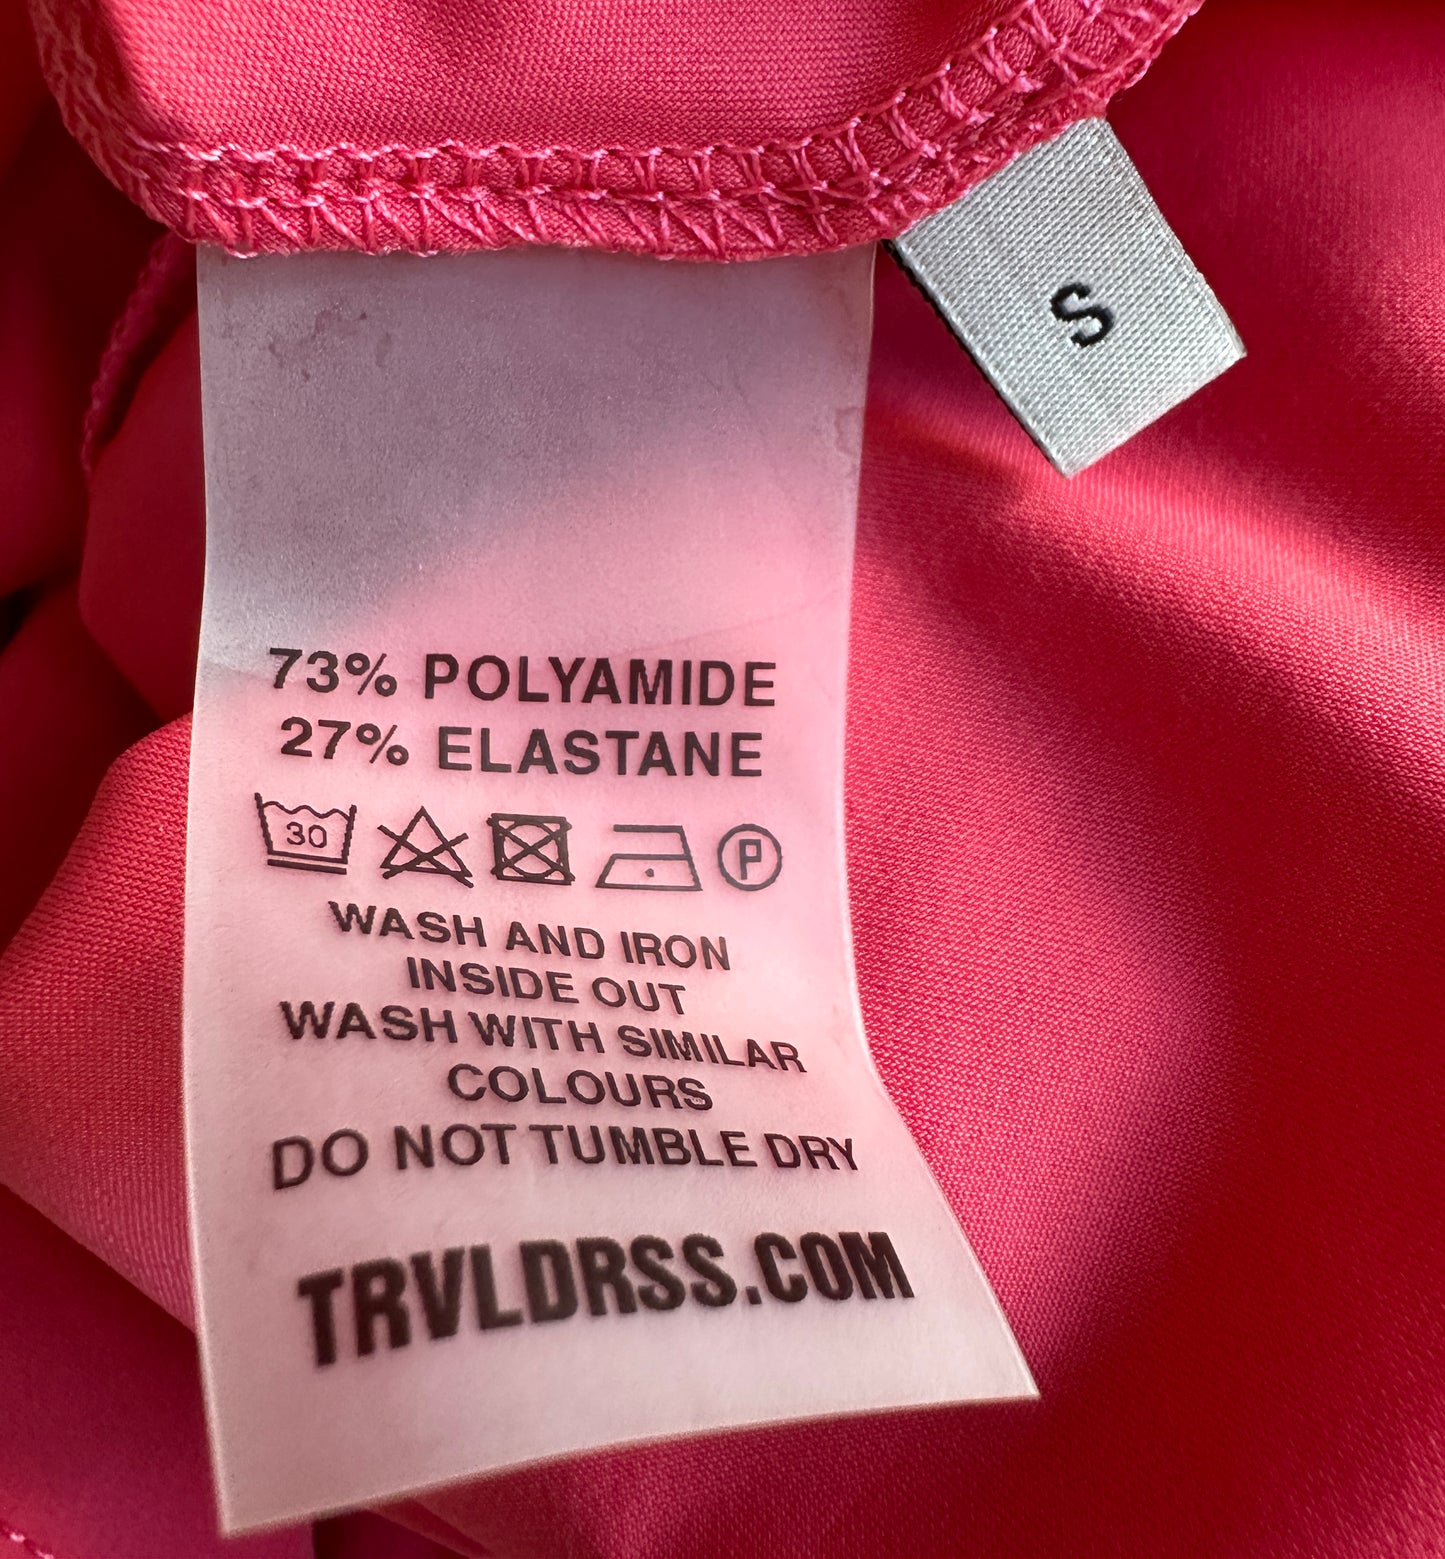 S
73% POLYAMIDE
27% ELASTANE
30 P
WASH AND IRON
INSIDE OUT
WASH WITH SIMILAR
COLOURS
DO NOT TUMBLE DRY
TRVLDRSS.COM